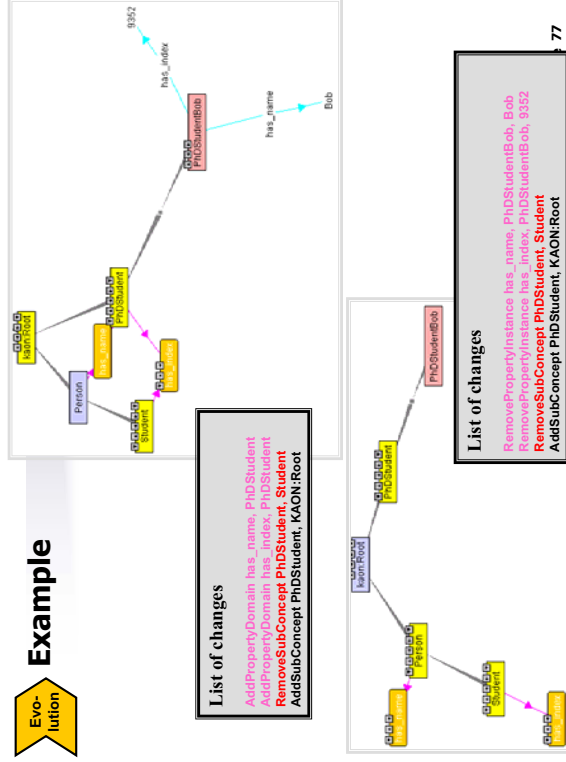 Evo-
lution
Example
kaon:Root
Person
has_name
PhDStudent
Student
has_index
PhDStudentBob
has_index
9352
has_name
Bob
List of changes
AddPropertyDomain has_name, PhDStudent
AddPropertyDomain has_index, PhDStudent
RemoveSubConcept PhDStudent, Student
AddSubConcept PhDStudent, KAON:Root
kaon:Root
PhDStudent
PhDStudentBob
Person
has_name
Student
has_index
List of changes
RemovePropertyInstance has_name, PhDStudentBob, Bob
RemovePropertyInstance has_index, PhDStudentBob, 9352
RemoveSubConcept PhDStudent, Student
AddSubConcept PhDStudent, KAON:Root
77